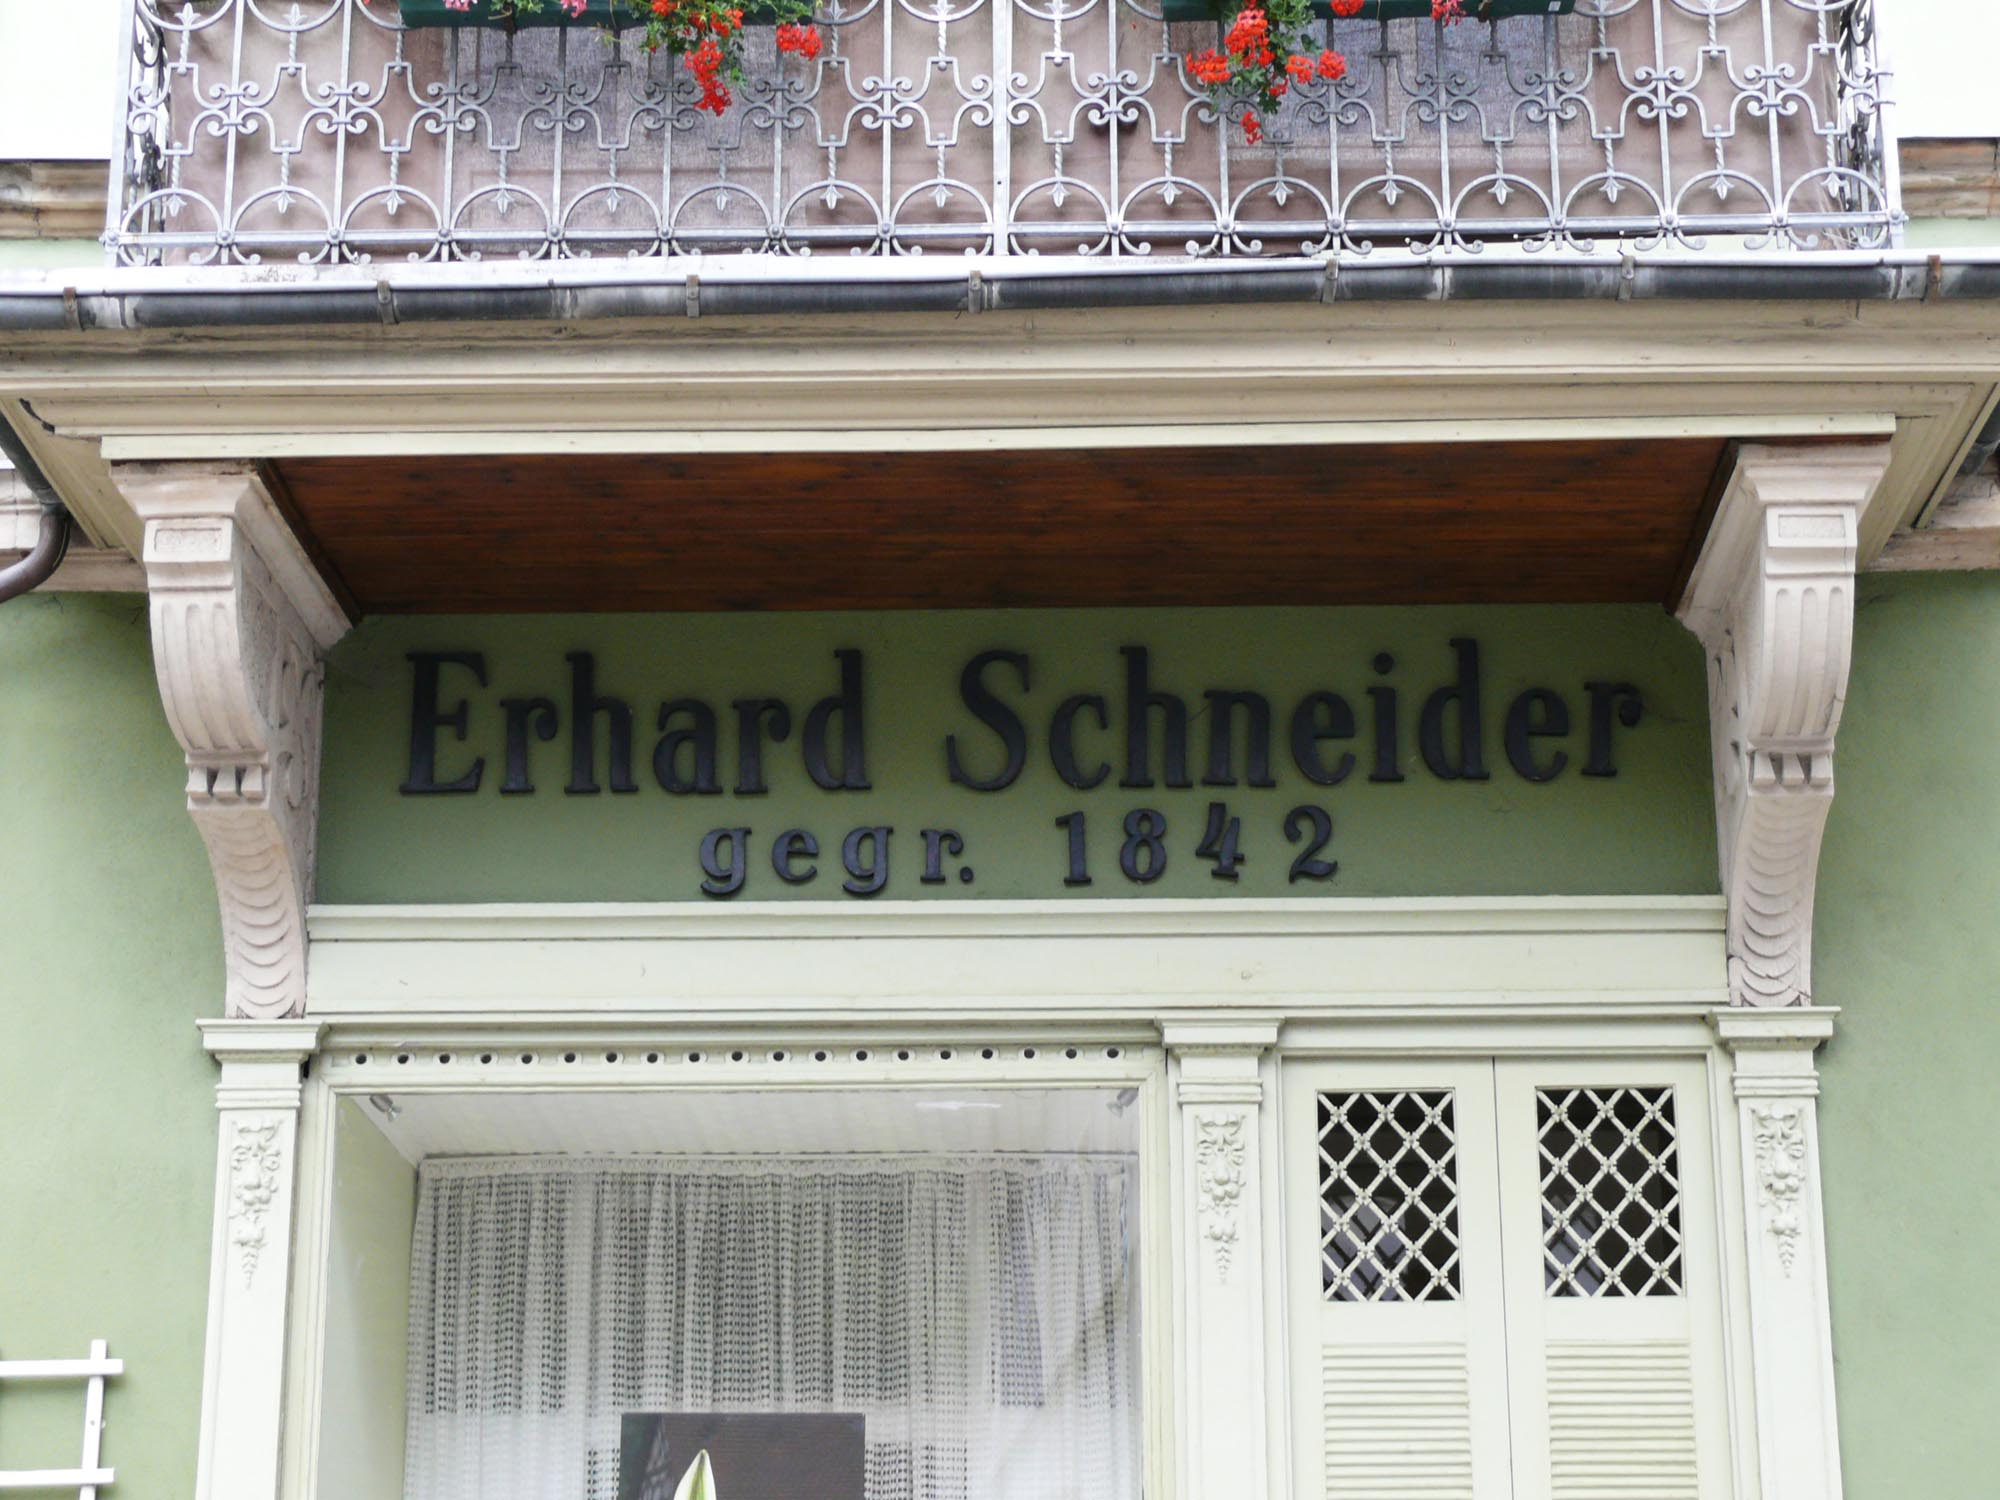 Erhard Schneider
gegr. 1842